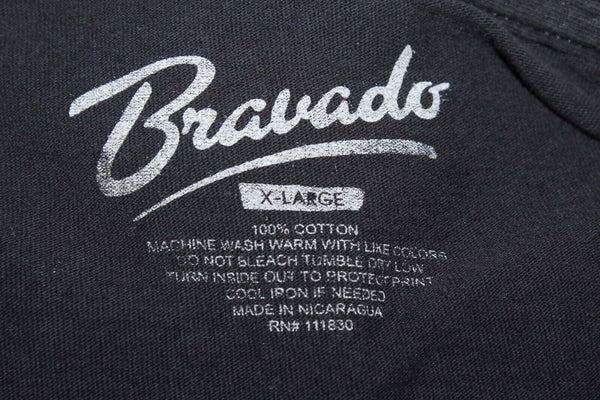 Bravado
X-LARGE
100% COTTON
MACHINE WASH WARM WITH LIKE COLORS
DO NOT BLEACH TUMBLE DRY LOW
TURN INSIDE OUT TO PROTECT PRINT
COOL IRON IF NEEDED
MADE IN NICARAGUA
RN# 111830